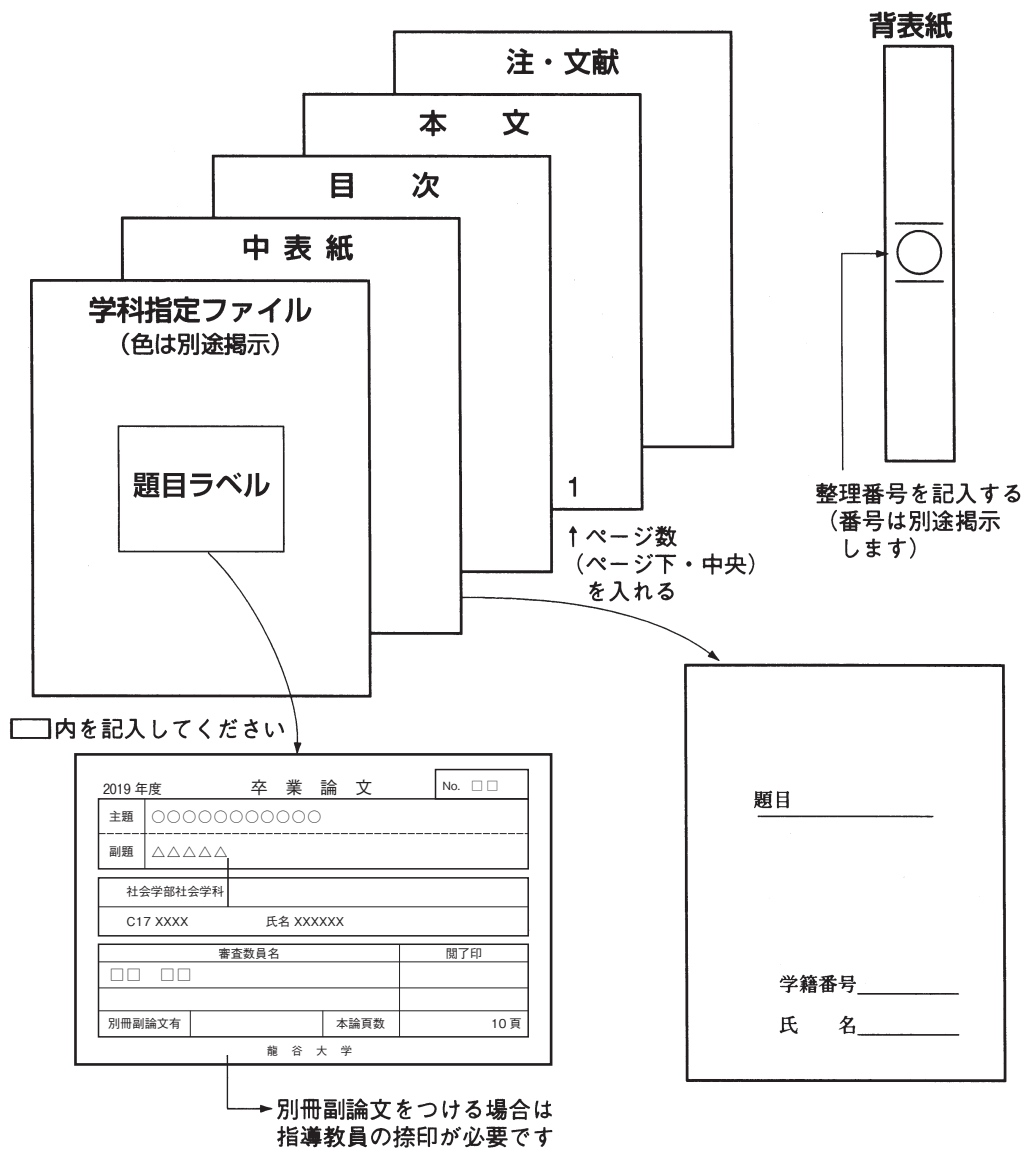 背表紙
注・文献
本　文
目　次
中 表 紙
学科指定ファイル
（色は別途掲示）
題目ラベル
1
↑ページ数
（ページ下・中央）
を入れる
整理番号を記入する
（番号は別途掲示
します）
内を記入してください
2019 年度　卒 業 論 文　No. □□
主題　○○○○○○○○○○○
副題　△△△△△
社会学部社会学科
C17 XXXX　氏名 XXXXXX
審査数員名　閲了印
□□　□□
別冊副論文有　本論頁数　10 頁
龍 谷 大 学
別冊副論文をつける場合は
指導教員の捺印が必要です
題目
学籍番号
氏　名